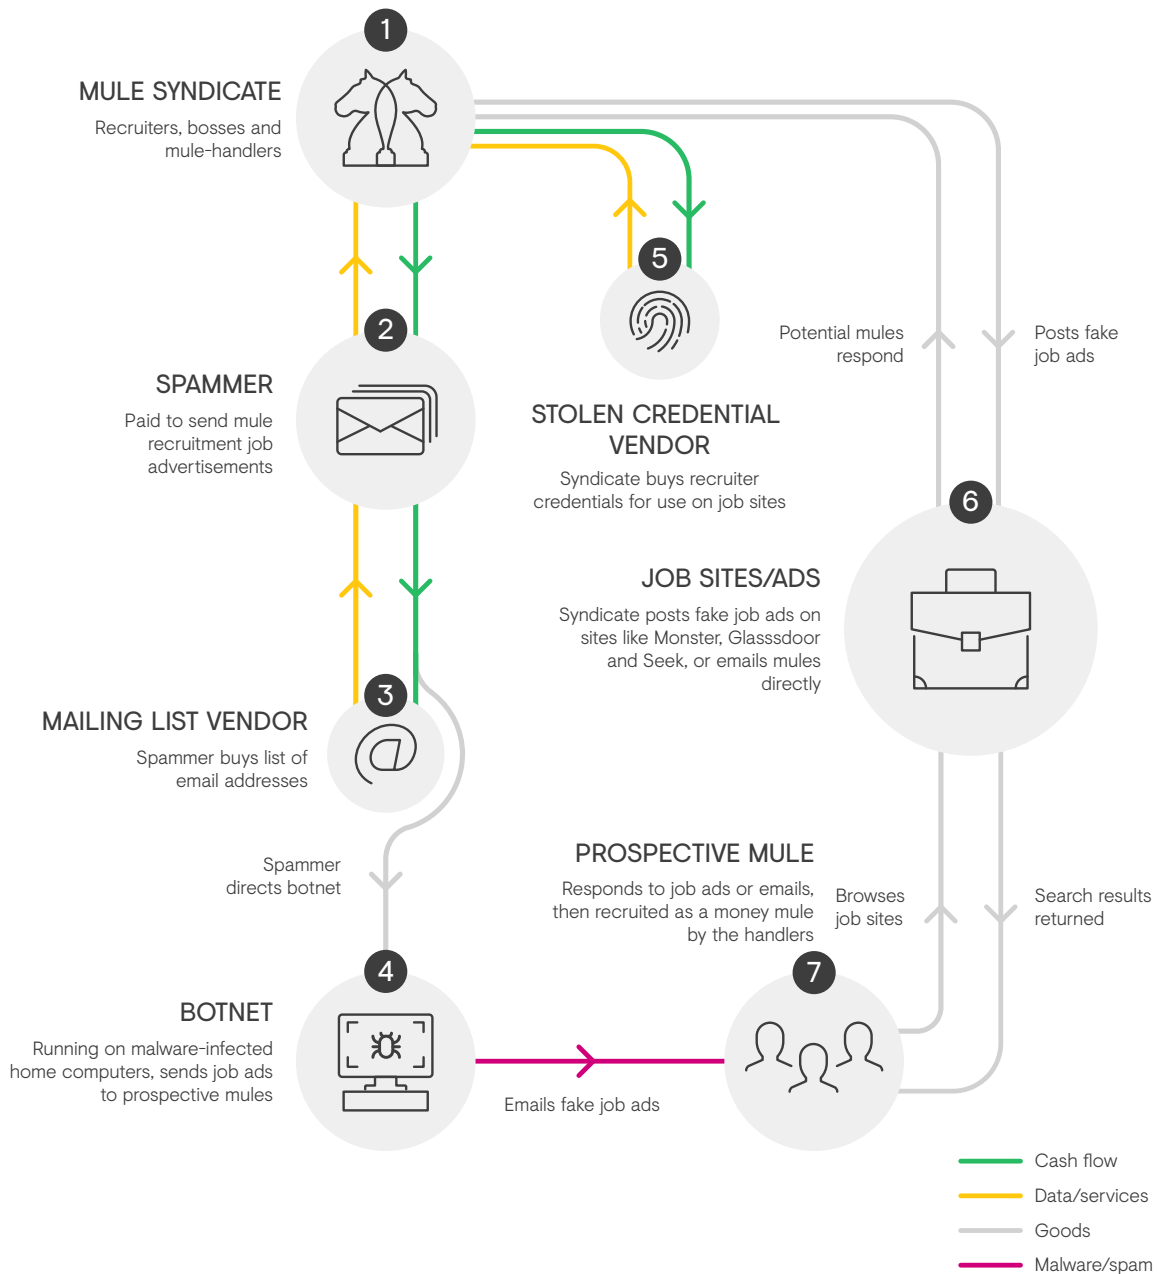 1
MULE SYNDICATE
Recruiters, bosses and
mule-handlers
2
SPAMMER
Paid to send mule
recruitment job
advertisements
5
STOLEN CREDENTIAL
VENDOR
Syndicate buys recruiter
credentials for use on job sites
Potential mules
respond
Posts fake
job ads
6
JOB SITES/ADS
Syndicate posts fake job ads on
sites like Monster, Glasssdoor
and Seek, or emails mules
directly
3
MAILING LIST VENDOR
Spammer buys list of
email addresses
Spammer
directs botnet
4
BOTNET
Running on malware-infected
home computers, sends job ads
to prospective mules
Emails fake job ads
PROSPECTIVE MULE
Responds to job ads or emails,
then recruited as a money mule
by the handlers
7
Browses
job sites
Search results
returned
Cash flow
Data/services
Goods
Malware/spam